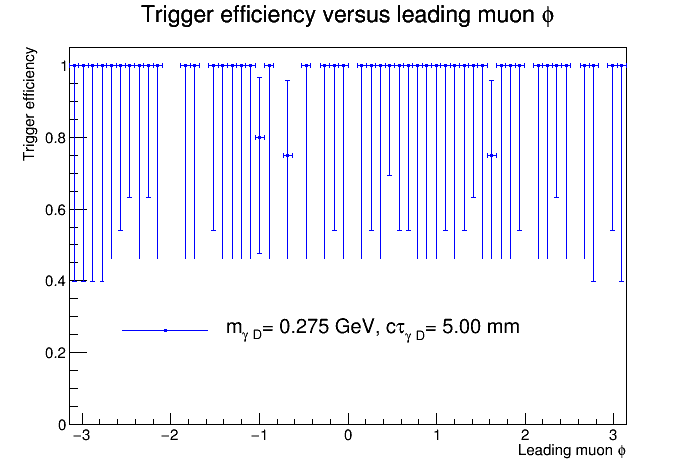 Trigger efficiency versus leading muon ϕ
Trigger efficiency
1
0.8
0.6
0.4
0.2
0
m_γ D= 0.275 GeV, cτ_γ D= 5.00 mm
−3 −2 −1 0 1 2 3
Leading muon ϕ